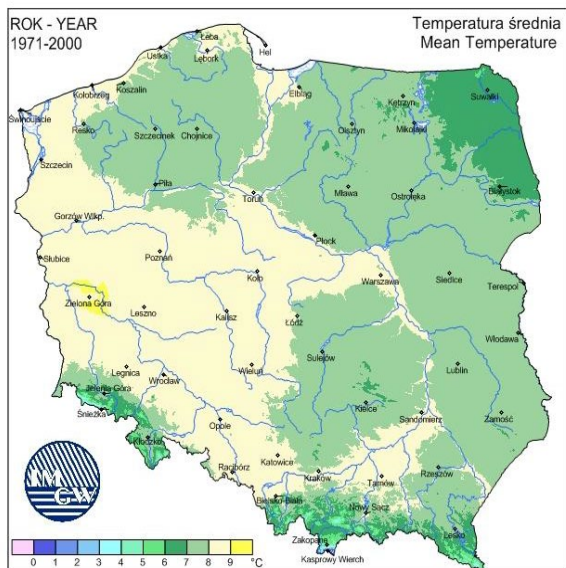 ROK - YEAR
1971-2000
Temperatura średnia
Mean Temperature
Łeba
Hel
Ustka
Lębork
Koszalin
Kołobrzeg
Elbląg
Kętrzyn
Suwałki
Świnoujście
Resko
Szczecinek
Chojnice
Olsztyn
Mikołajki
Szczecin
Piła
Białystok
Toruń
Mława
Ostrołęka
Gorzów Wlkp.
Płock
Słubice
Poznań
Koło
Warszawa
Siedlce
Terespol
Zielona Góra
Leszno
Kalisz
Łódź
Włodawa
Sulejów
Legnica
Wieluń
Lublin
Wrocław
Jelenia Góra
Śnieżka
Kielce
Sandomierz
Zamość
Opole
Kłodzko
Racibórz
Katowice
Kraków
Tarnów
Rzeszów
Bielsko-Biała
Nowy Sącz
Lesko
Zakopane
Kasprowy Wierch
IM
GW
0 1 2 3 4 5 6 7 8 9 °C